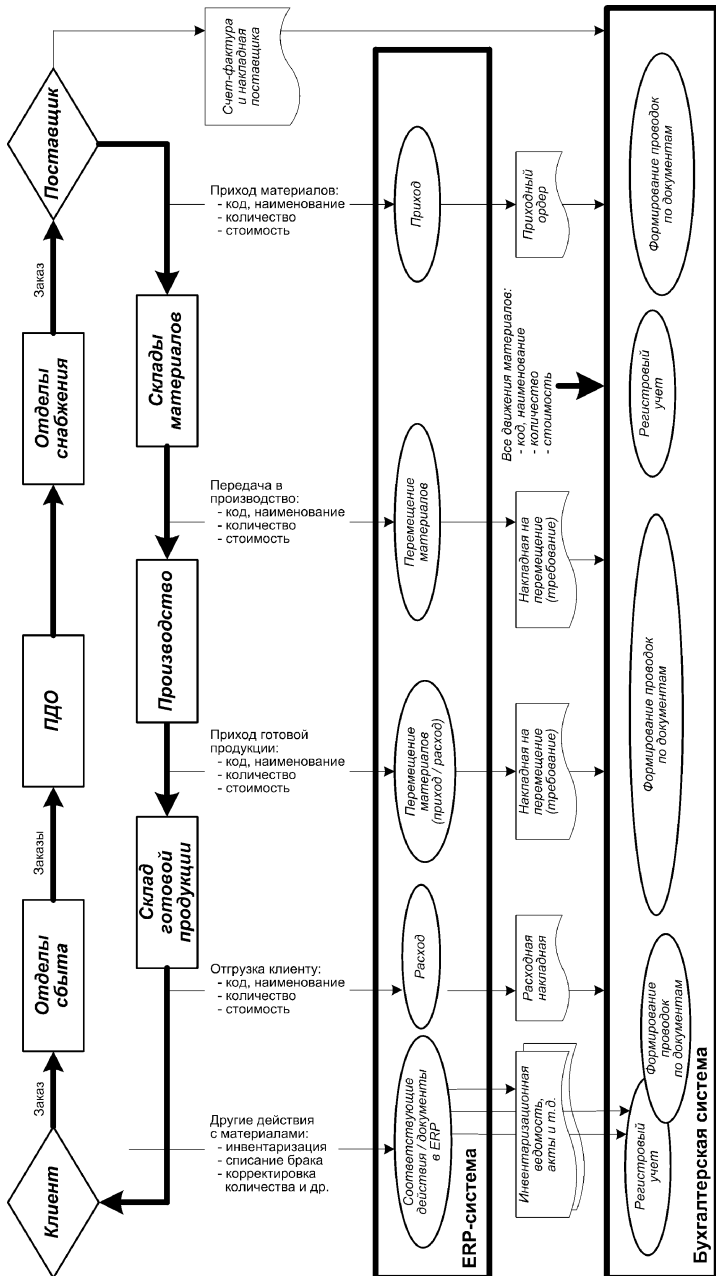 Клиент
Заказ
Отделы
сбыта
Заказы
ПДО
Отделы
снабжения
Заказ
Поставщик
Счет-фактура
и накладная
поставщика
Склад
готовой
продукции
Производство
Склады
материалов
Другие действия
с материалами:
- инвентаризация
- списание брака
- корректировка
количества и др.
Отгрузка клиенту:
- код, наименование
- количество
- стоимость
Приход готовой
продукции:
- код, наименование
- количество
- стоимость
Передача в
производство:
- код, наименование
- количество
- стоимость
Приход материалов:
- код, наименование
- количество
- стоимость
Соответствующие
действия / документы
в ERP
Расход
Перемещение
материалов
(приход / расход)
Перемещение
материалов
Приход
ERP-система
Инвентаризационная
ведомость,
акты и т.д.
Расходная
накладная
Накладная на
перемещение
(требование)
Накладная на
перемещение
(требование)
Все движения материалов:
- код, наименование
- количество
- стоимость
Приходный
ордер
Регистровый
учет
Формирование
проводок
по документам
Формирование проводок
по документам
Регистровый
учет
Формирование проводок
по документам
Бухгалтерская система